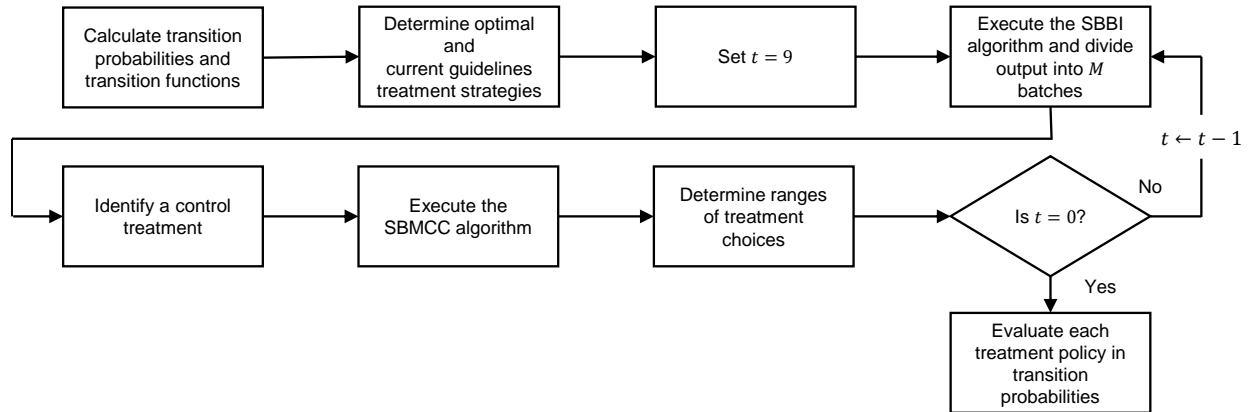 Calculate transition
probabilities and
transition functions
Determine optimal
and
current guidelines
treatment strategies
Set t = 9
Execute the SBBI
algorithm and divide
output into M
batches
t ← t − 1
Identify a control
treatment
Execute the
SBMCC algorithm
Determine ranges
of treatment
choices
Is t = 0?
No
Yes
Evaluate each
treatment policy in
transition
probabilities